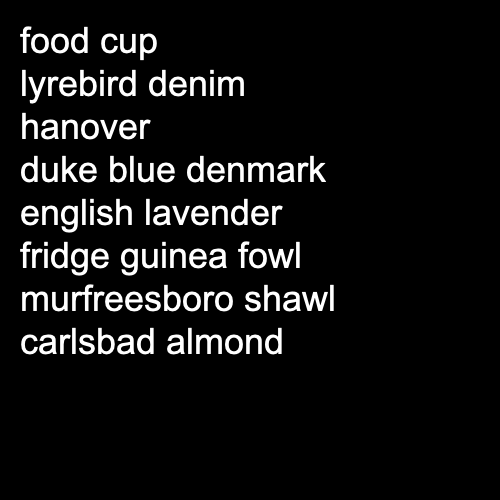 food cup
lyrebird denim
hanover
duke blue denmark
english lavender
fridge guinea fowl
murfreesboro shawl
carlsbad almond